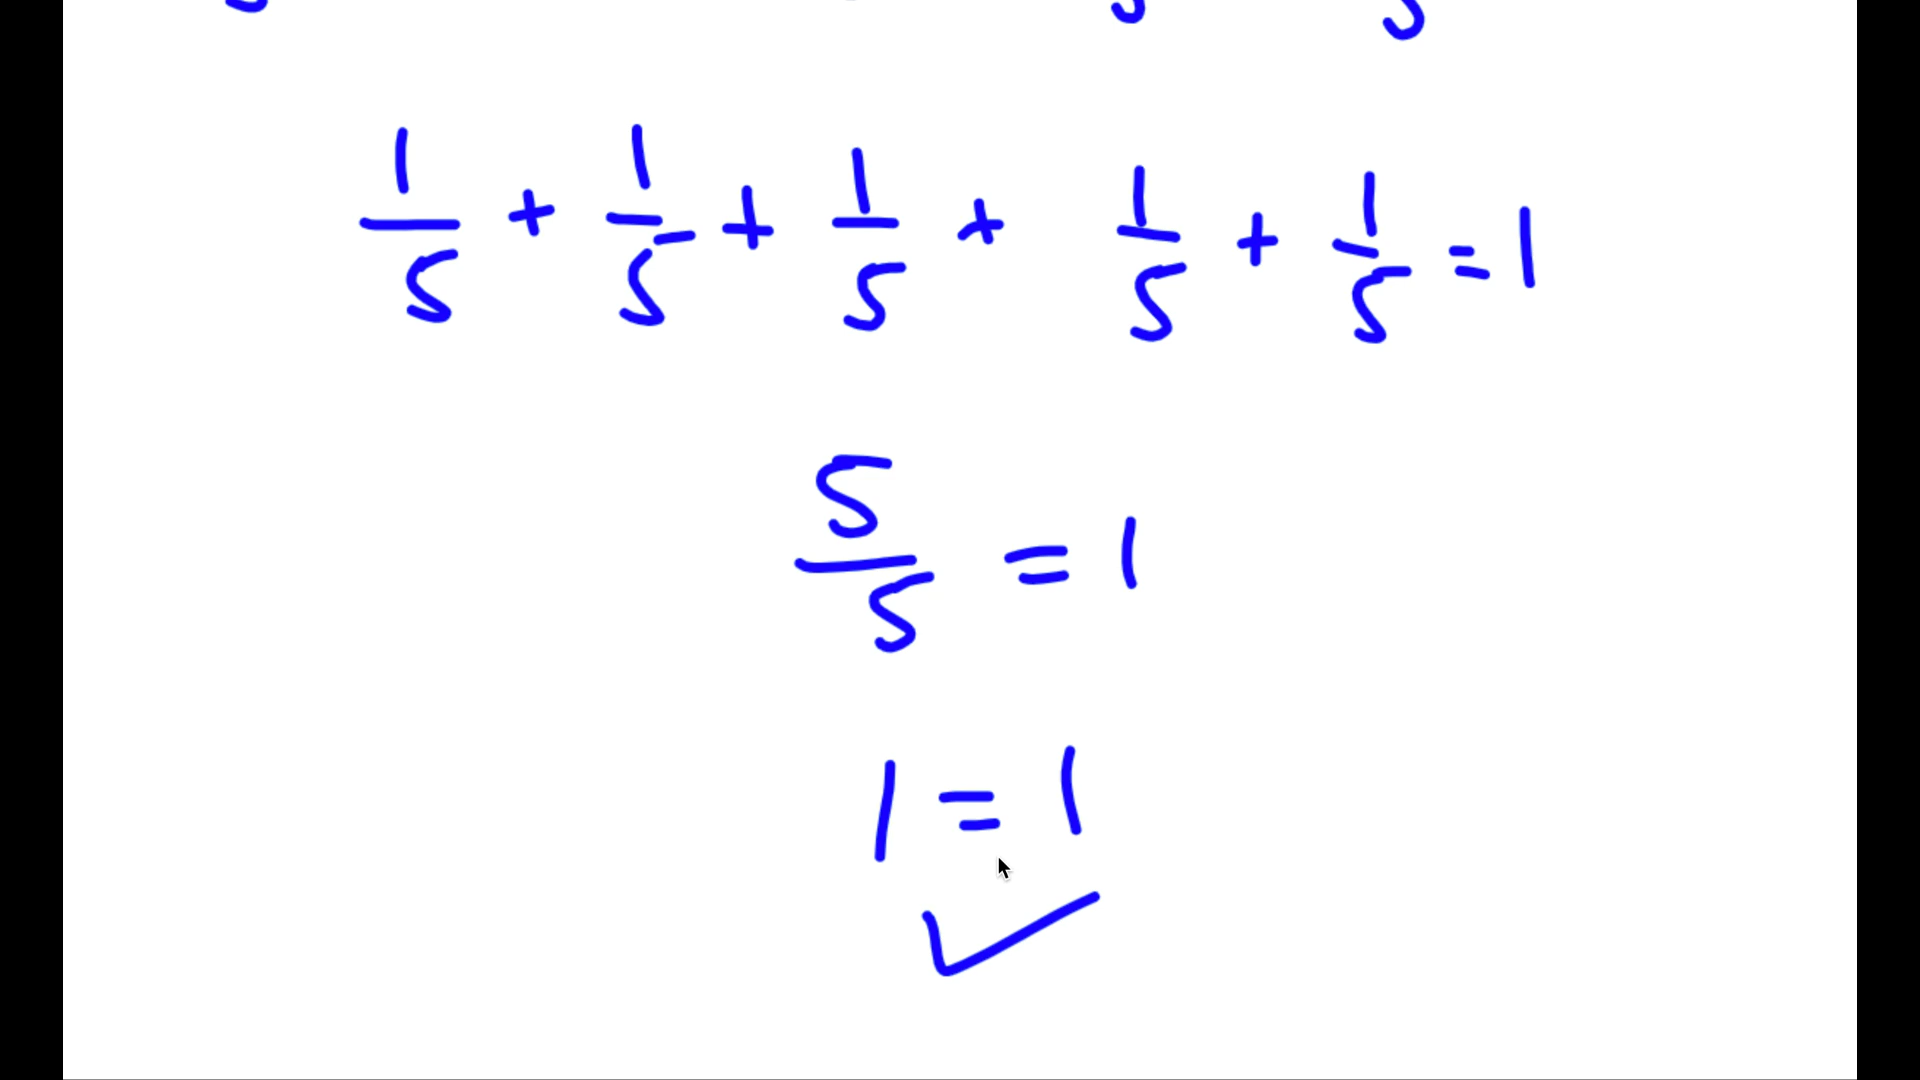 1/5 + 1/5 + 1/5 + 1/5 + 1/5 = 1
5/5 = 1
1 = 1